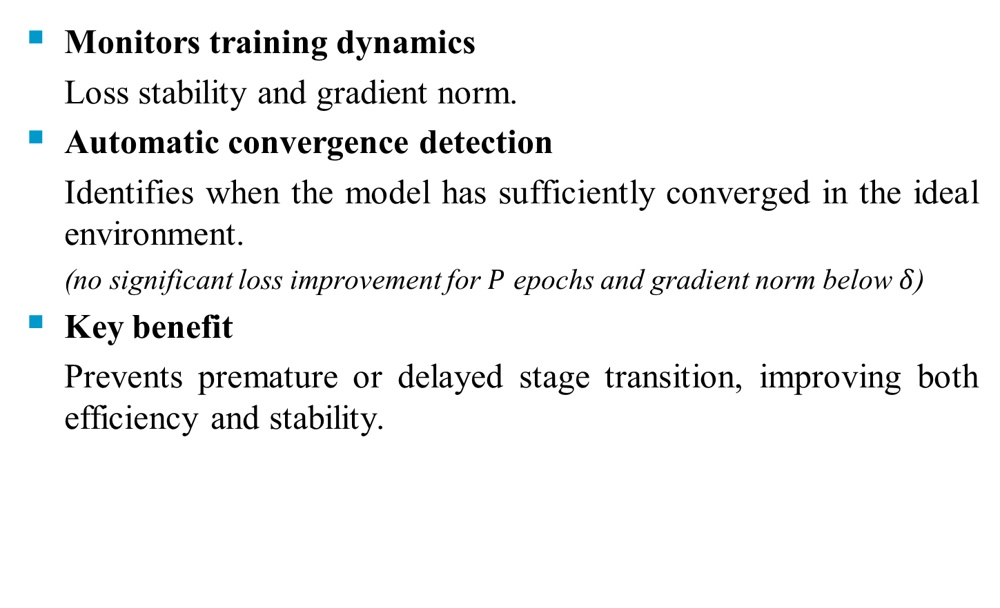 Monitors training dynamics
Loss stability and gradient norm.
Automatic convergence detection
Identifies when the model has sufficiently converged in the ideal
environment.
(no significant loss improvement for P epochs and gradient norm below δ)
Key benefit
Prevents premature or delayed stage transition, improving both
efficiency and stability.